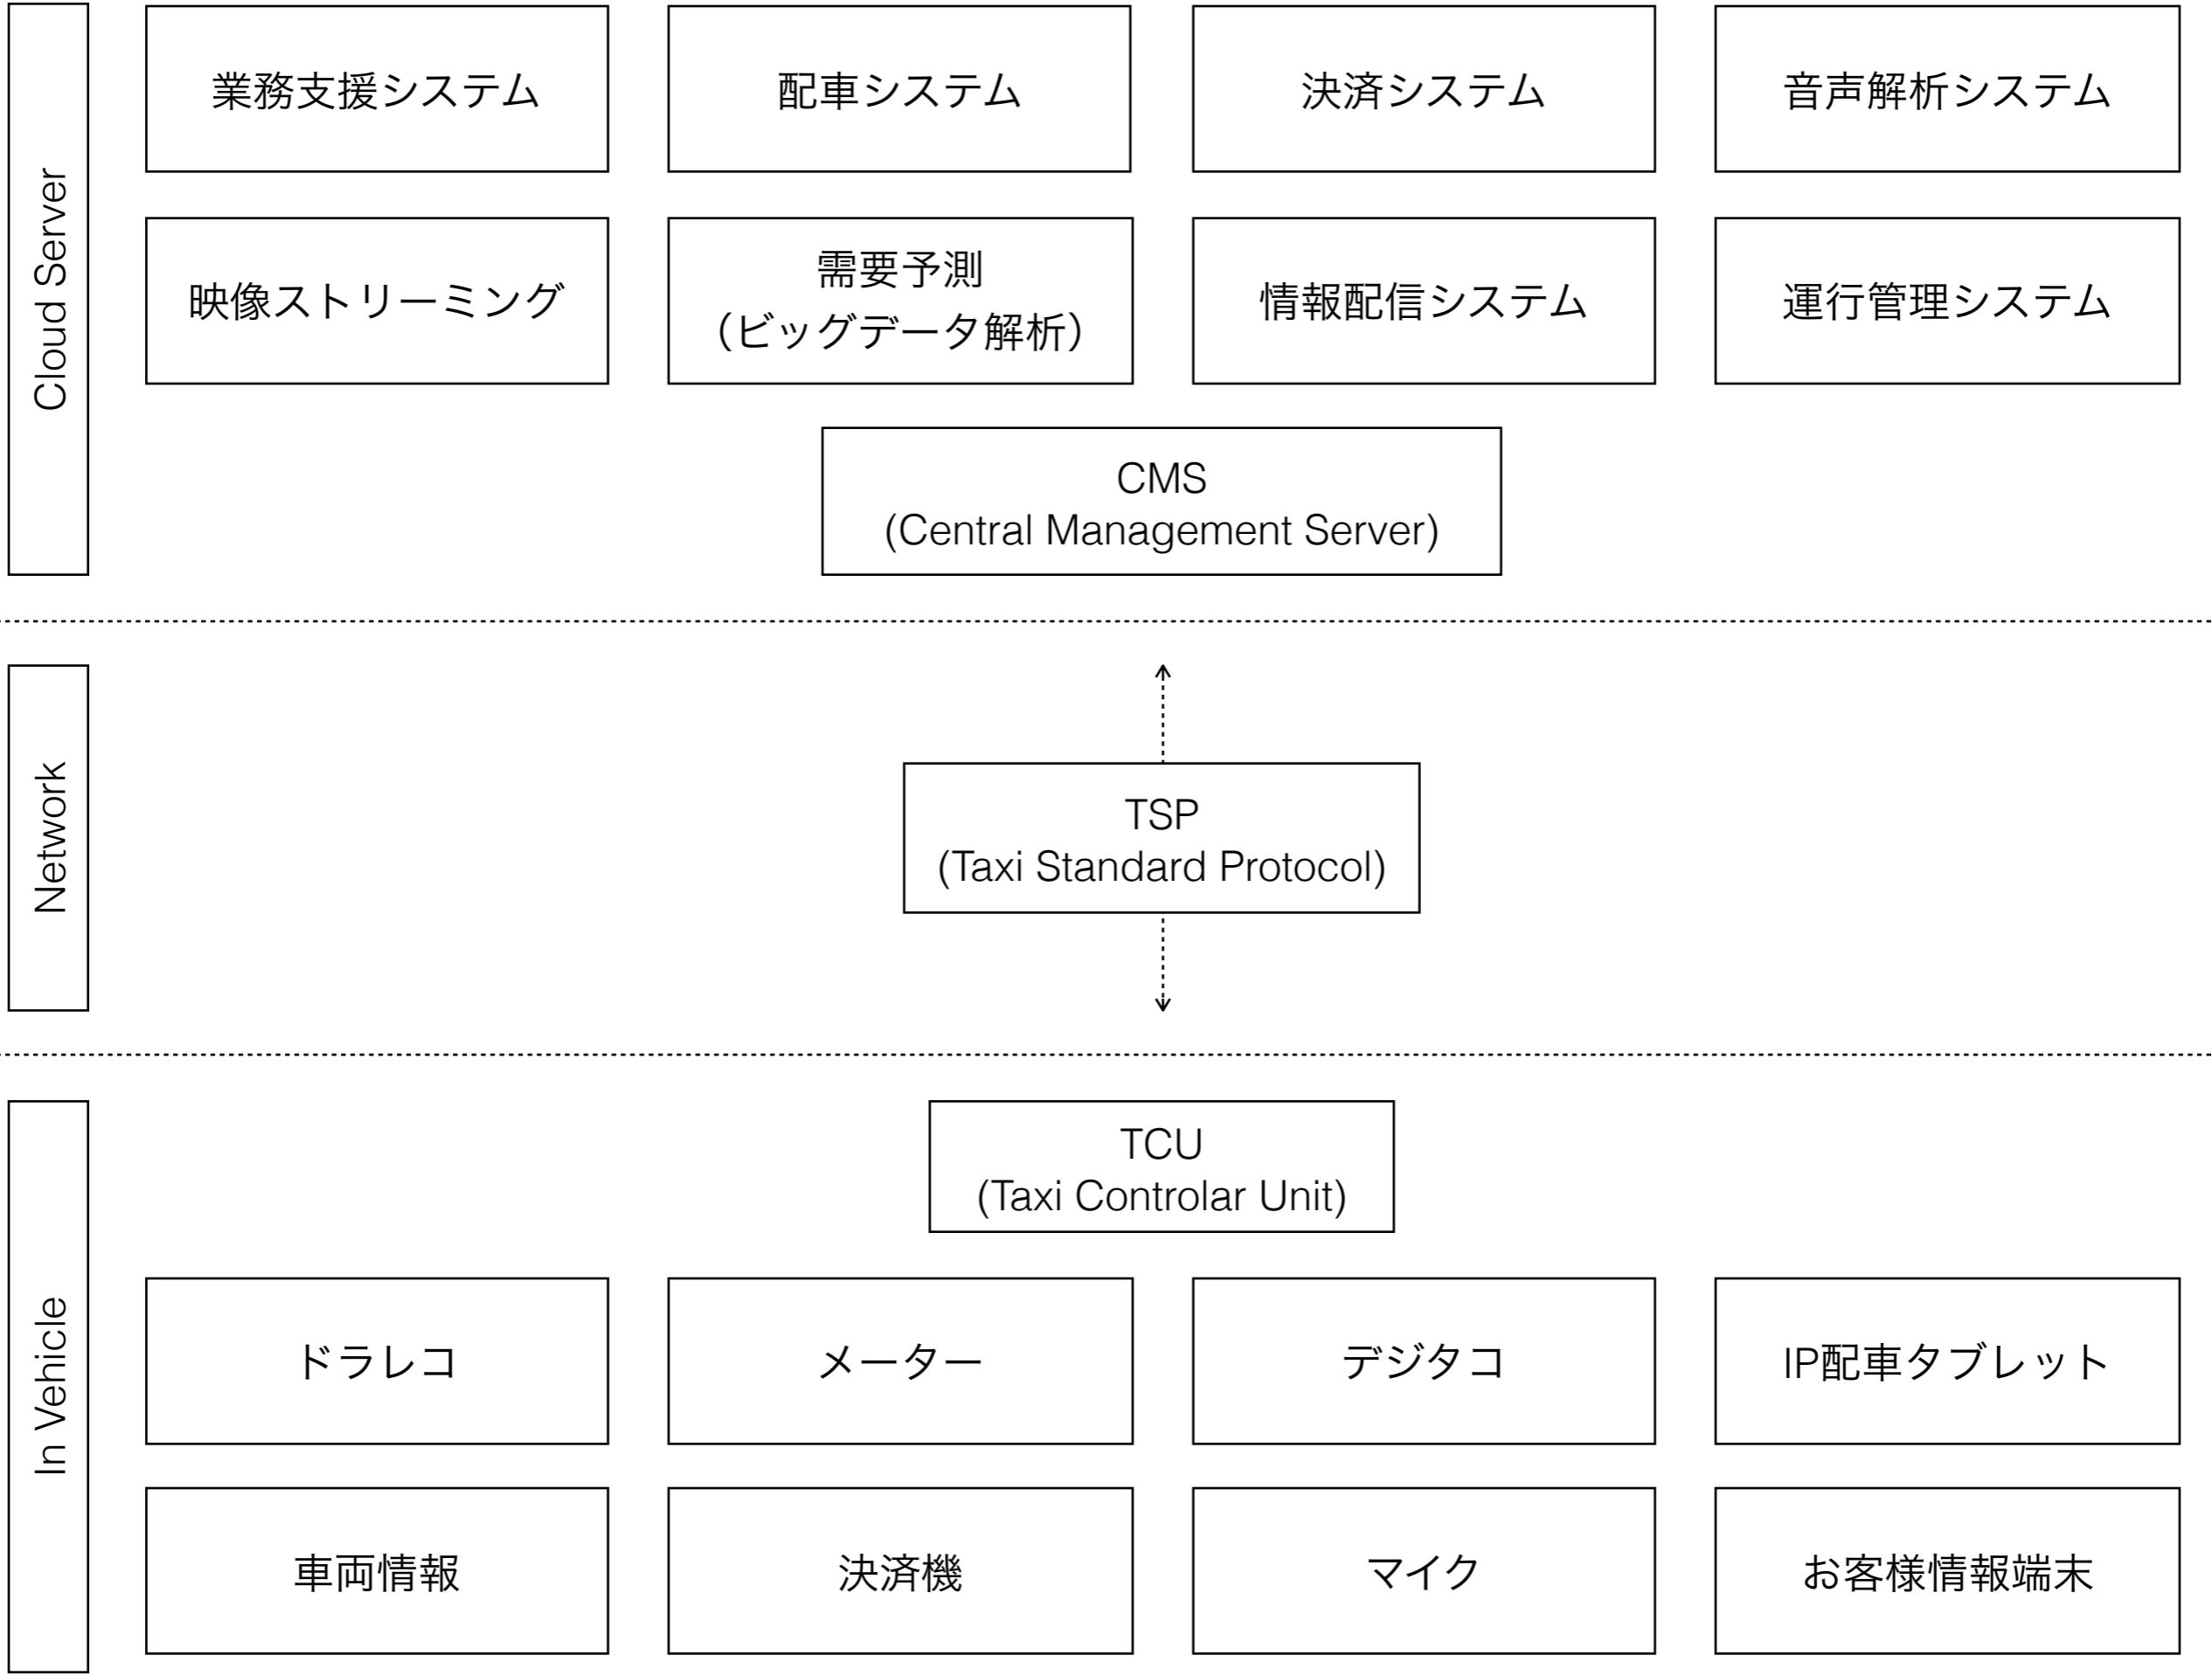 Cloud Server
業務支援システム
配車システム
決済システム
音声解析システム
映像ストリーミング
需要予測
（ビッグデータ解析）
情報配信システム
運行管理システム
CMS
(Central Management Server)
Network
TSP
(Taxi Standard Protocol)
In Vehicle
TCU
(Taxi Controlar Unit)
ドラレコ
メーター
デジタコ
IP配車タブレット
車両情報
決済機
マイク
お客様情報端末